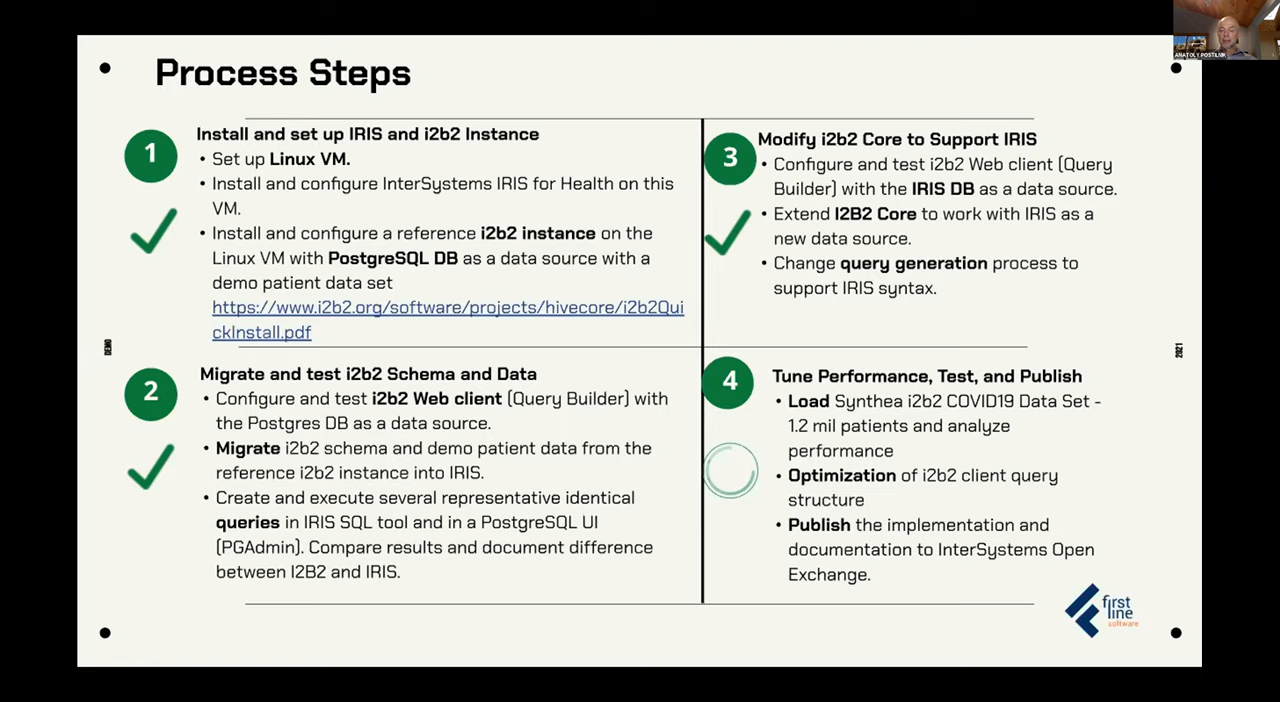 Process Steps
1
Install and set up IRIS and i2b2 Instance
• Set up Linux VM.
• Install and configure InterSystems IRIS for Health on this
VM.
• Install and configure a reference i2b2 instance on the
Linux VM with PostgreSQL DB as a data source with a
demo patient data set
https://www.i2b2.org/software/projects/hivecore/i2b2Qui
ckInstall.pdf
2
Migrate and test i2b2 Schema and Data
• Configure and test i2b2 Web client (Query Builder) with
the Postgres DB as a data source.
• Migrate i2b2 schema and demo patient data from the
reference i2b2 instance into IRIS.
• Create and execute several representative identical
queries in IRIS SQL tool and in a PostgreSQL UI
(PGAdmin). Compare results and document difference
between I2B2 and IRIS.
3
Modify i2b2 Core to Support IRIS
• Configure and test i2b2 Web client (Query
Builder) with the IRIS DB as a data source.
• Extend I2B2 Core to work with IRIS as a
new data source.
• Change query generation process to
support IRIS syntax.
4
Tune Performance, Test, and Publish
• Load Synthea i2b2 COVID19 Data Set -
1.2 mil patients and analyze
performance
• Optimization of i2b2 client query
structure
• Publish the implementation and
documentation to InterSystems Open
Exchange.
DEMO
2021
first
line
software
ANATOLY POSTILNIK